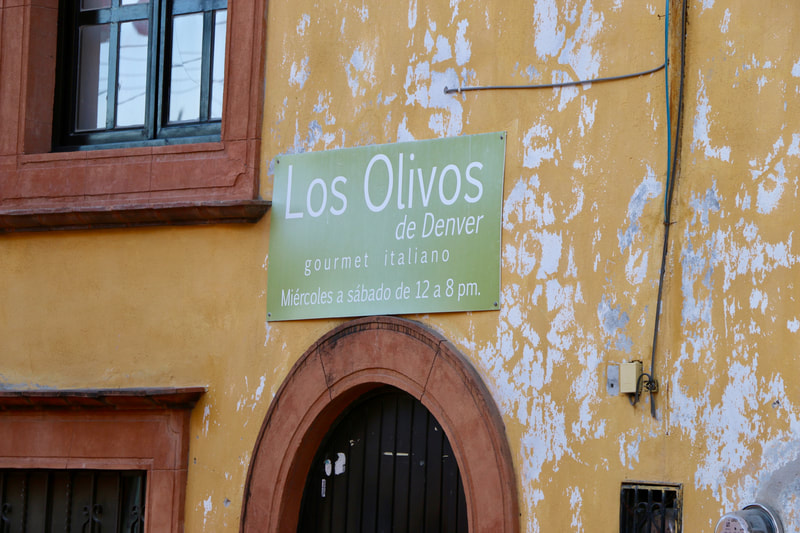 Los Olivos
de Denver
gourmet italiano
Miércoles a sábado de 12 a 8 pm.